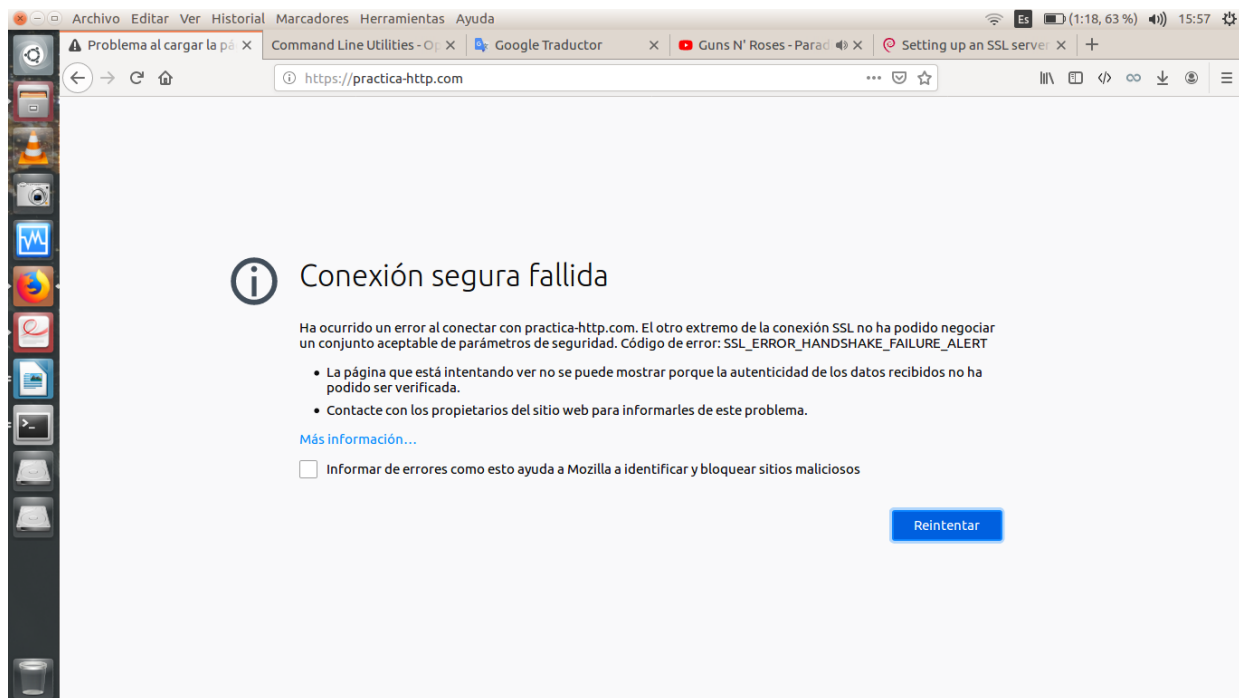 Archivo Editar Ver Historial Marcadores Herramientas Ayuda
Es (1:18, 63 %) 15:57
Problema al cargar la pá
Command Line Utilities - Op
Google Traductor
Guns N' Roses - Parad
Setting up an SSL server
https://practica-http.com
Conexión segura fallida
Ha ocurrido un error al conectar con practica-http.com. El otro extremo de la conexión SSL no ha podido negociar
un conjunto aceptable de parámetros de seguridad. Código de error: SSL_ERROR_HANDSHAKE_FAILURE_ALERT
• La página que está intentando ver no se puede mostrar porque la autenticidad de los datos recibidos no ha
podido ser verificada.
• Contacte con los propietarios del sitio web para informarles de este problema.
Más información…
Informar de errores como esto ayuda a Mozilla a identificar y bloquear sitios maliciosos
Reintentar